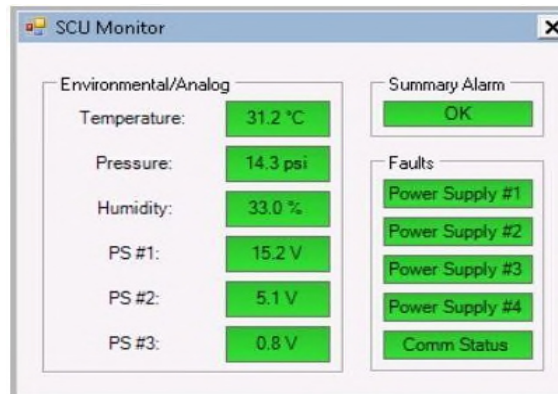 SCU Monitor
Environmental/Analog
Temperature: 31.2 °C
Pressure: 14.3 psi
Humidity: 33.0 %
PS #1: 15.2 V
PS #2: 5.1 V
PS #3: 0.8 V
Summary Alarm
OK
Faults
Power Supply #1
Power Supply #2
Power Supply #3
Power Supply #4
Comm Status